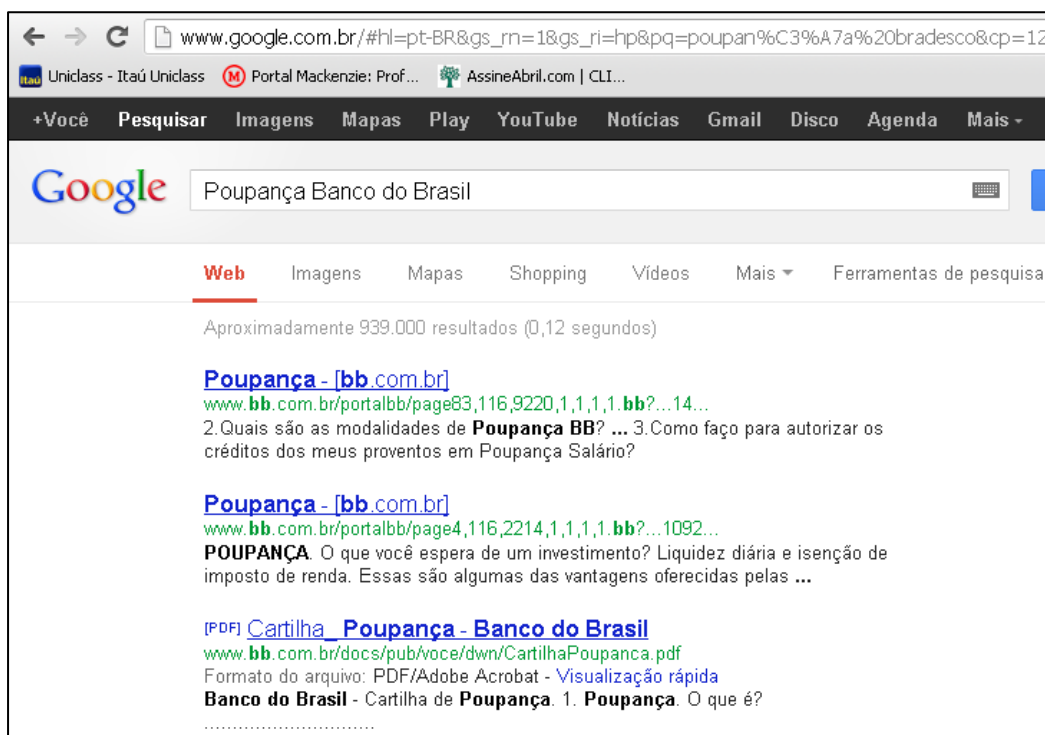 www.google.com.br/#hl=pt-BR&gs_rn=1&gs_ri=hp&pq=poupan%C3%A7a%20bradesco&cp=12
Itaú Uniclass - Itaú Uniclass M Portal Mackenzie: Prof... AssineAbril.com | CLI...
+Você Pesquisar Imagens Mapas Play YouTube Notícias Gmail Disco Agenda Mais
Google Poupança Banco do Brasil
Web Imagens Mapas Shopping Vídeos Mais Ferramentas de pesquisa
Aproximadamente 939.000 resultados (0,12 segundos)
Poupança - [bb.com.br]
www.bb.com.br/portalbb/page83,116,9220,1,1,1,1.bb?...14...
2.Quais são as modalidades de Poupança BB? ... 3.Como faço para autorizar os
créditos dos meus proventos em Poupança Salário?
Poupança - [bb.com.br]
www.bb.com.br/portalbb/page4,116,2214,1,1,1,1.bb?...1092...
POUPANÇA. O que você espera de um investimento? Liquidez diária e isenção de
imposto de renda. Essas são algumas das vantagens oferecidas pelas ...
[PDF] Cartilha_ Poupança - Banco do Brasil
www.bb.com.br/docs/pub/voce/dwn/CartilhaPoupanca.pdf
Formato do arquivo: PDF/Adobe Acrobat - Visualização rápida
Banco do Brasil - Cartilha de Poupança. 1. Poupança. O que é?
..............................